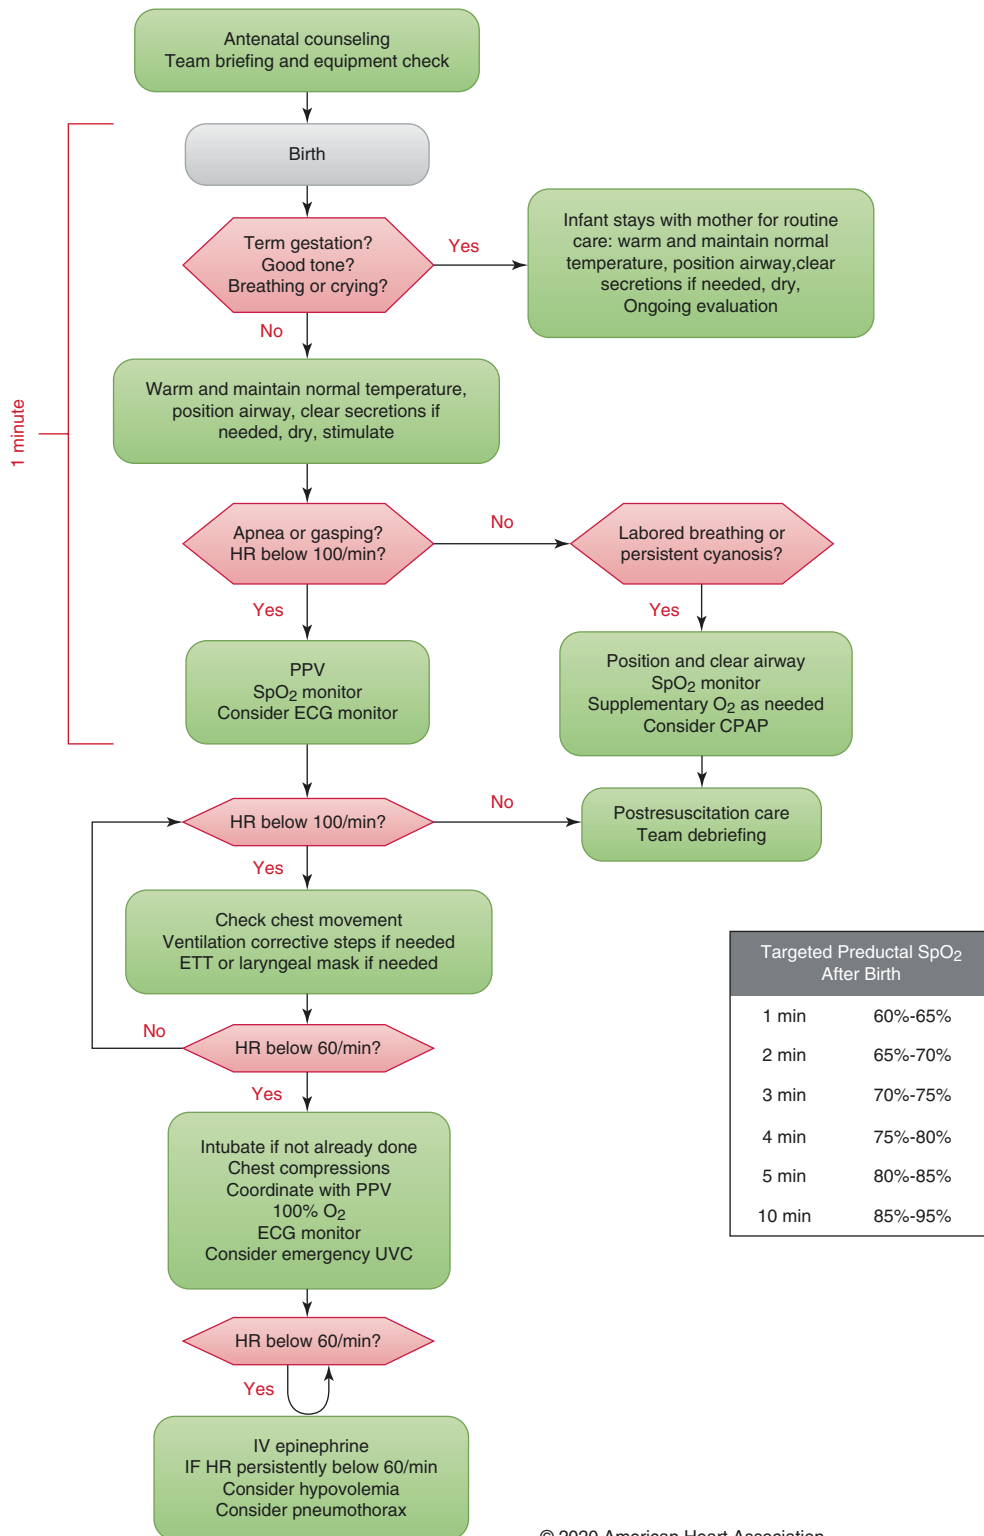 Antenatal counseling
Team briefing and equipment check
Birth
Term gestation?
Good tone?
Breathing or crying?
Yes
Infant stays with mother for routine
care: warm and maintain normal
temperature, position airway,clear
secretions if needed, dry,
Ongoing evaluation
No
Warm and maintain normal temperature,
position airway, clear secretions if
needed, dry, stimulate
1 minute
Apnea or gasping?
HR below 100/min?
No
Labored breathing or
persistent cyanosis?
Yes
Yes
PPV
SpO2 monitor
Consider ECG monitor
Position and clear airway
SpO2 monitor
Supplementary O2 as needed
Consider CPAP
HR below 100/min?
No
Postresuscitation care
Team debriefing
Yes
Check chest movement
Ventilation corrective steps if needed
ETT or laryngeal mask if needed
No
HR below 60/min?
Yes
Intubate if not already done
Chest compressions
Coordinate with PPV
100% O2
ECG monitor
Consider emergency UVC
HR below 60/min?
Yes
IV epinephrine
IF HR persistently below 60/min
Consider hypovolemia
Consider pneumothorax
Targeted Preductal SpO2
After Birth
1 min 60%-65%
2 min 65%-70%
3 min 70%-75%
4 min 75%-80%
5 min 80%-85%
10 min 85%-95%
© 2020 American Heart Association